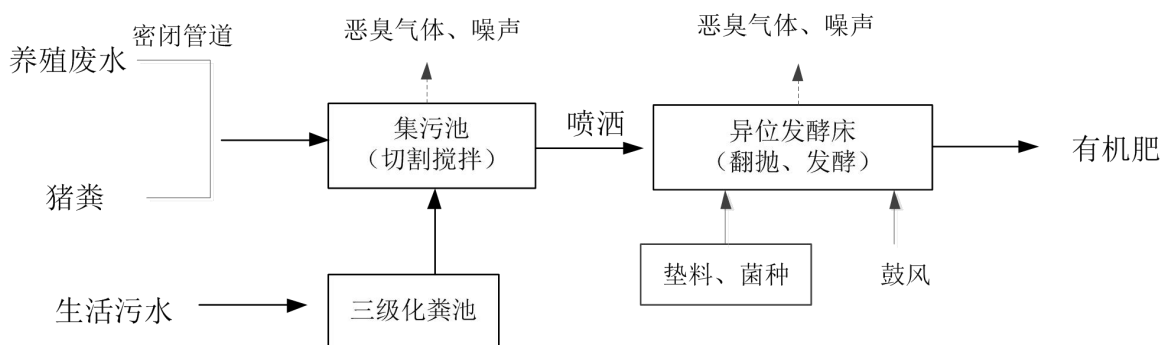 恶臭气体、噪声
恶臭气体、噪声
密闭管道
养殖废水
集污池
（切割搅拌）
喷洒
异位发酵床
（翻抛、发酵）
有机肥
猪粪
垫料、菌种
鼓风
生活污水
三级化粪池